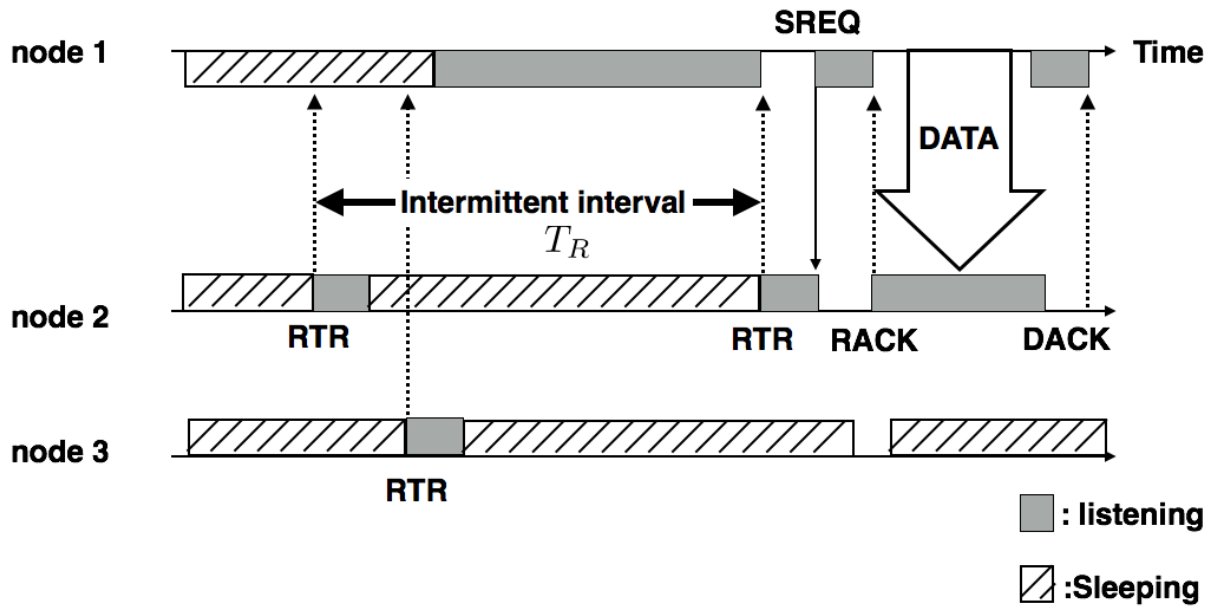 SREQ
node 1
Time
DATA
Intermittent interval
T_R
node 2
RTR
RTR
RACK
DACK
node 3
RTR
: listening
:Sleeping